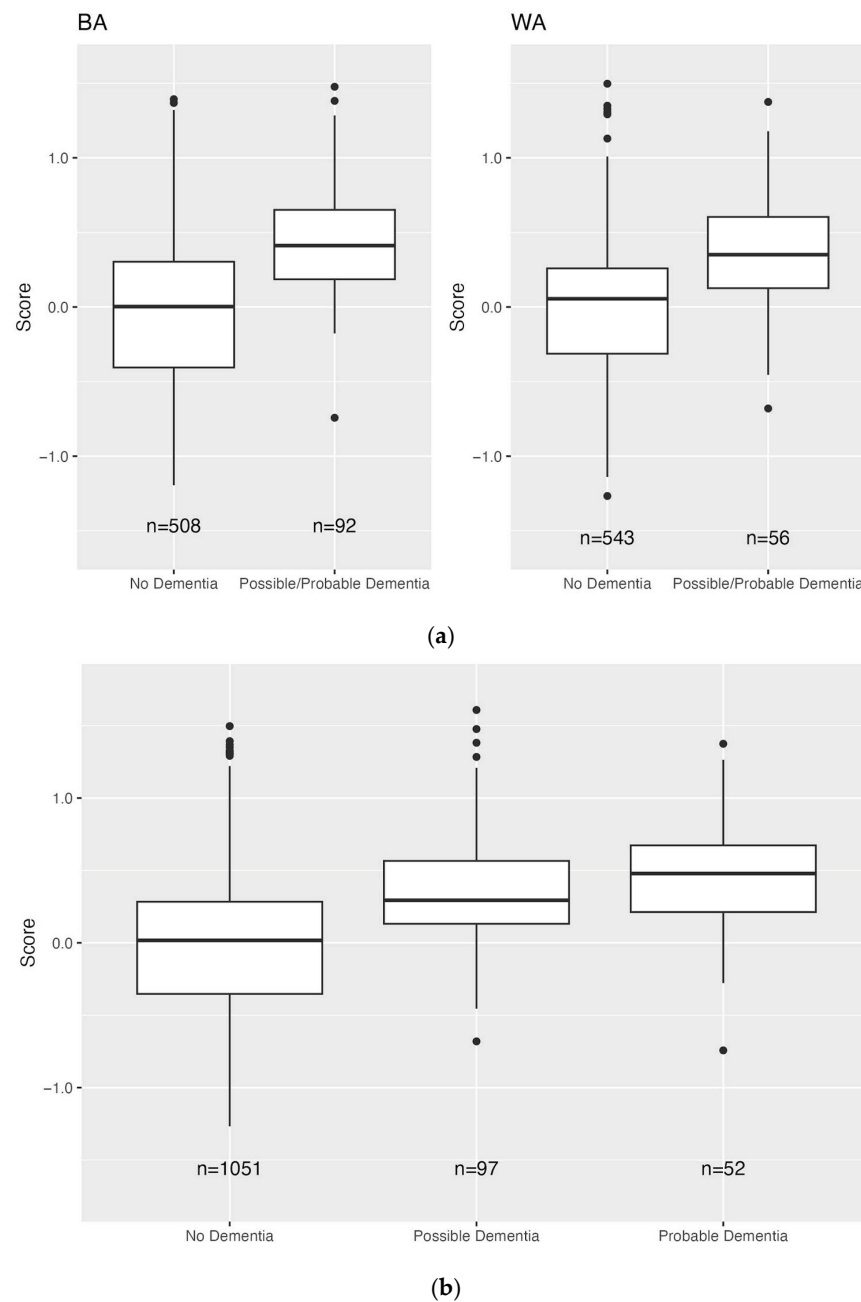 BA
WA
Score
1.0
0.0
−1.0
n=508
n=92
No Dementia
Possible/Probable Dementia
Score
1.0
0.0
−1.0
n=543
n=56
No Dementia
Possible/Probable Dementia
(a)
Score
1.0
0.0
−1.0
n=1051
n=97
n=52
No Dementia
Possible Dementia
Probable Dementia
(b)